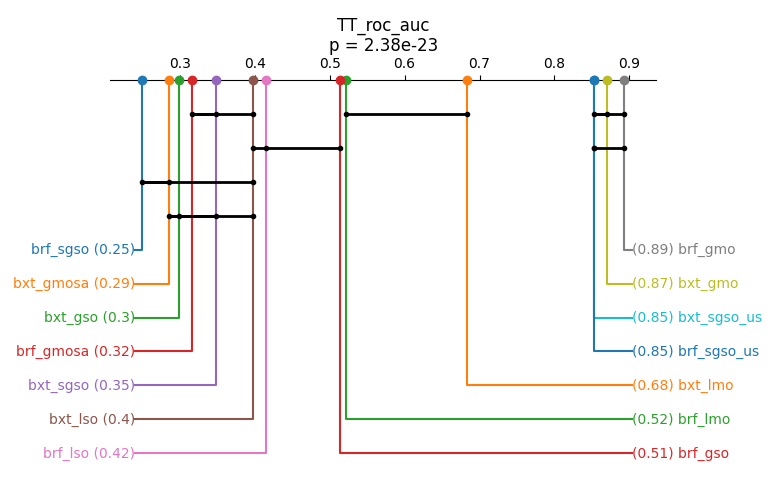 TT_roc_auc
p = 2.38e-23
0.3 0.4 0.5 0.6 0.7 0.8 0.9
brf_sgso (0.25) (0.89) brf_gmo
bxt_gmosa (0.29) (0.87) bxt_gmo
bxt_gso (0.3) (0.85) bxt_sgso_us
brf_gmosa (0.32) (0.85) brf_sgso_us
bxt_sgso (0.35) (0.68) bxt_lmo
bxt_lso (0.4) (0.52) brf_lmo
brf_lso (0.42) (0.51) brf_gso